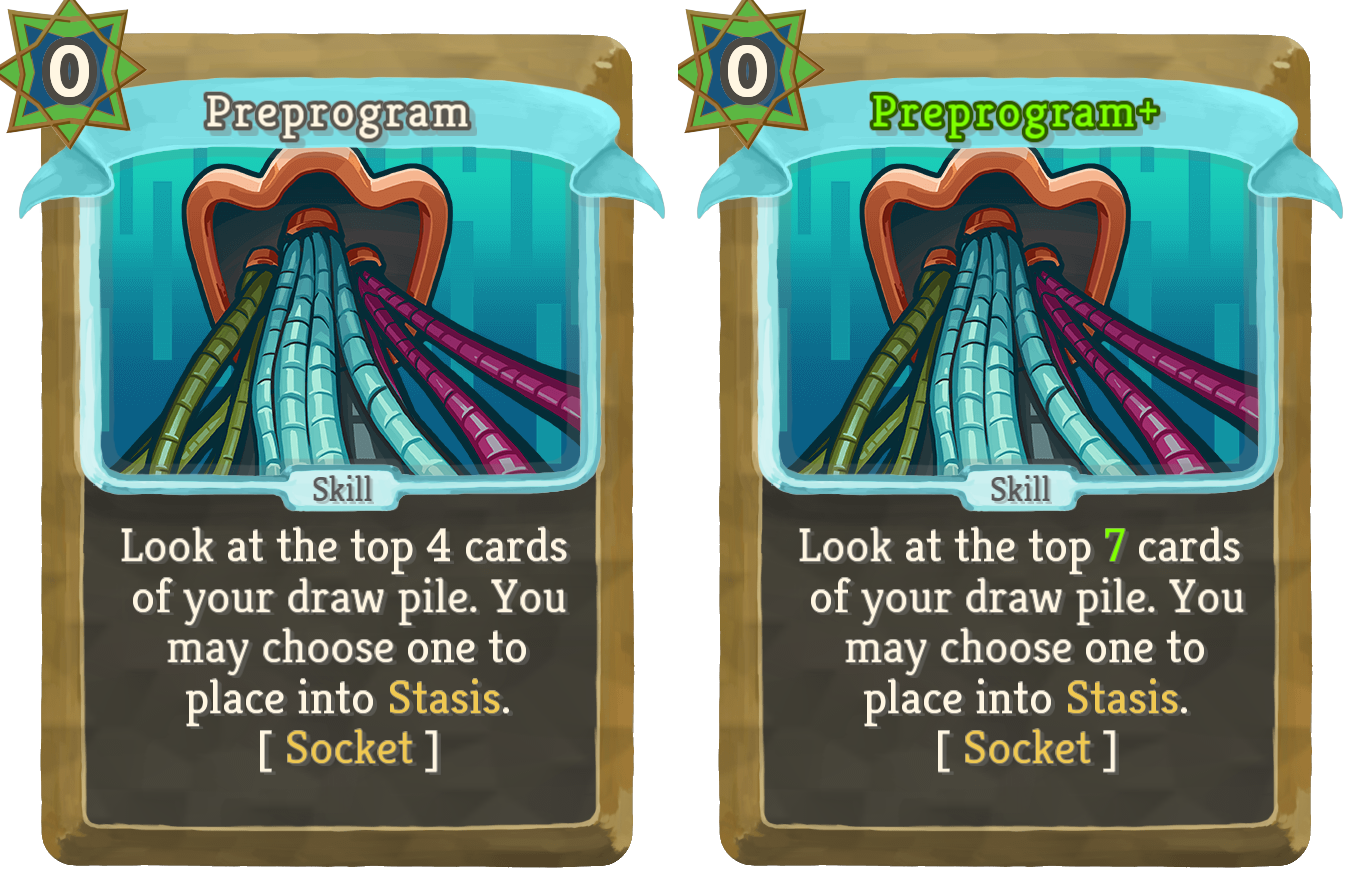 0
Preprogram
Skill
Look at the top 4 cards
of your draw pile. You
may choose one to
place into Stasis.
[ Socket ]
0
Preprogram+
Skill
Look at the top 7 cards
of your draw pile. You
may choose one to
place into Stasis.
[ Socket ]